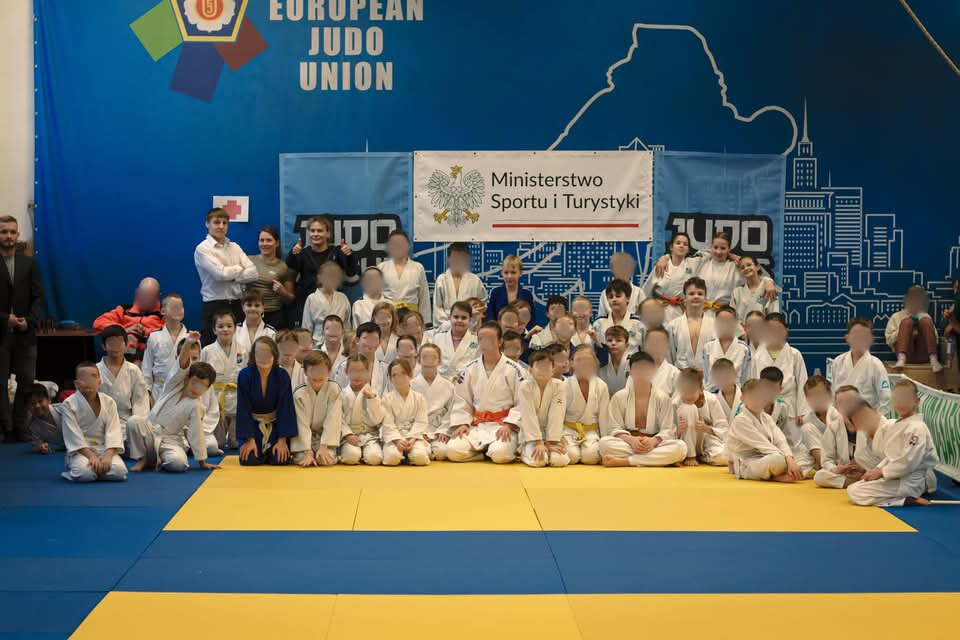 EUROPEAN
JUDO
UNION
Ministerstwo
Sportu i Turystyki
JUDO
JUDO